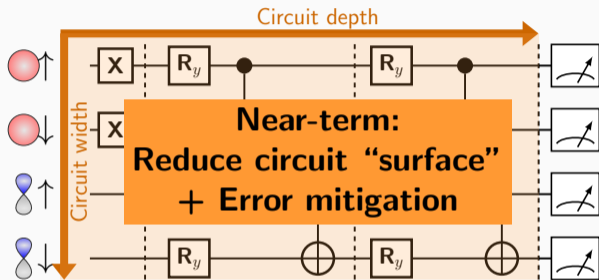 Circuit depth
Circuit width
↑ X R_y R_y
↓ X
Near-term:
Reduce circuit “surface”
+ Error mitigation
↑
↓ R_y R_y